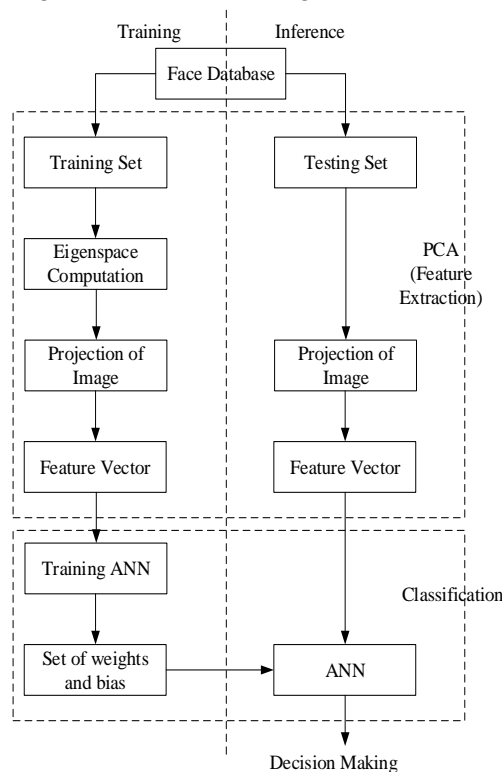 Training
Inference
Face Database
Training Set
Testing Set
Eigenspace
Computation
PCA
(Feature
Extraction)
Projection of
Image
Projection of
Image
Feature Vector
Feature Vector
Training ANN
Classification
Set of weights
and bias
ANN
Decision Making